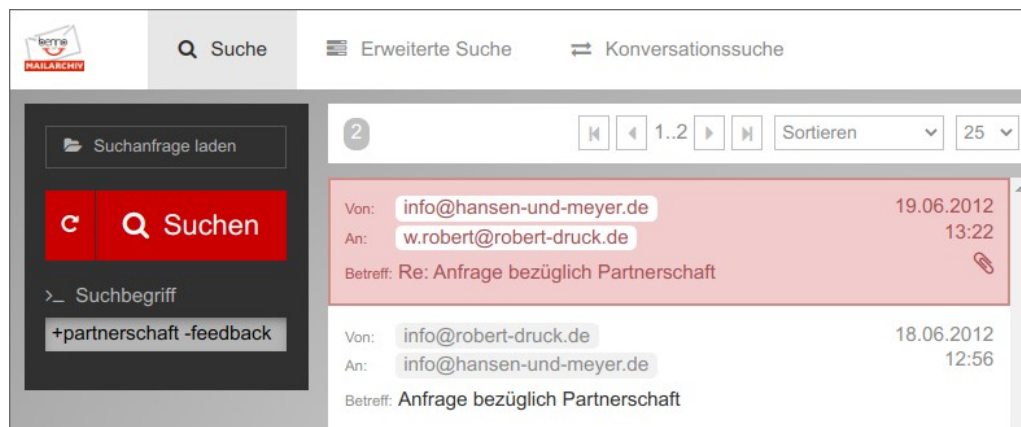 benno
MAILARCHIV
Suche
Erweiterte Suche
Konversationssuche
Suchanfrage laden
Suchen
>_ Suchbegriff
+partnerschaft -feedback
2
1..2
Sortieren
25
Von: info@hansen-und-meyer.de 19.06.2012
An: w.robert@robert-druck.de 13:22
Betreff: Re: Anfrage bezüglich Partnerschaft
Von: info@robert-druck.de 18.06.2012
An: info@hansen-und-meyer.de 12:56
Betreff: Anfrage bezüglich Partnerschaft